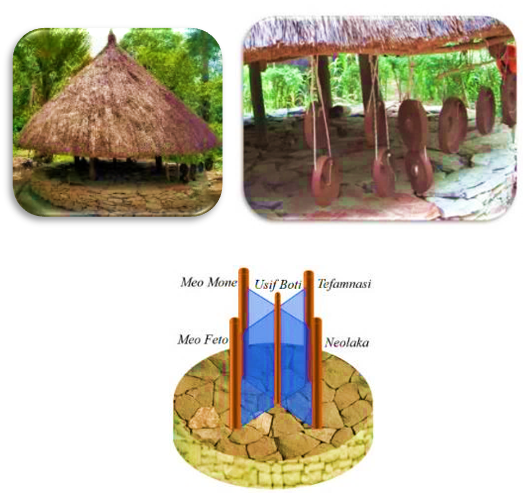 Meo Mone Usif Boti Tefamnasi
Meo Feto Neolaka